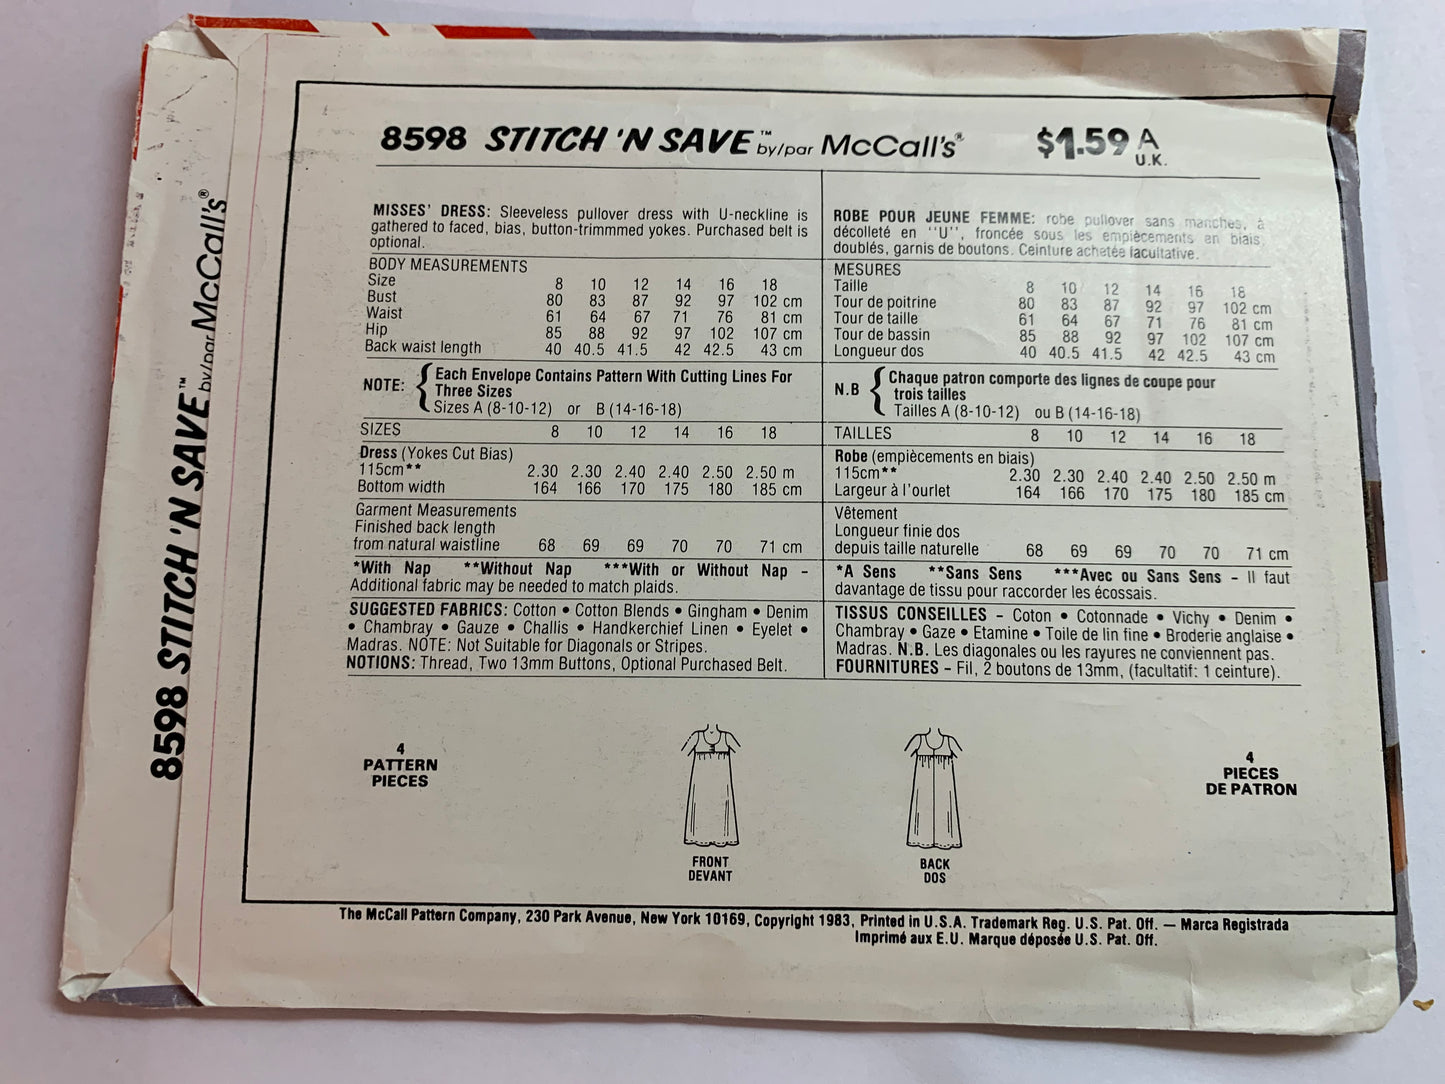 8598 STITCH 'N SAVE™ by/par McCall's®
8598 STITCH 'N SAVE™ by/par McCall's® $1.59 A
U.K.
MISSES' DRESS: Sleeveless pullover dress with U-neckline is
gathered to faced, bias, button-trimmmed yokes. Purchased belt is
optional.
BODY MEASUREMENTS
Size 8 10 12 14 16 18
Bust 80 83 87 92 97 102 cm
Waist 61 64 67 71 76 81 cm
Hip 85 88 92 97 102 107 cm
Back waist length 40 40.5 41.5 42 42.5 43 cm
NOTE: { Each Envelope Contains Pattern With Cutting Lines For
Three Sizes
Sizes A (8-10-12) or B (14-16-18)
SIZES 8 10 12 14 16 18
Dress (Yokes Cut Bias)
115cm** 2.30 2.30 2.40 2.40 2.50 2.50 m
Bottom width 164 166 170 175 180 185 cm
Garment Measurements
Finished back length
from natural waistline 68 69 69 70 70 71 cm
*With Nap **Without Nap ***With or Without Nap –
Additional fabric may be needed to match plaids.
SUGGESTED FABRICS: Cotton • Cotton Blends • Gingham • Denim
• Chambray • Gauze • Challis • Handkerchief Linen • Eyelet •
Madras. NOTE: Not Suitable for Diagonals or Stripes.
NOTIONS: Thread, Two 13mm Buttons, Optional Purchased Belt.
ROBE POUR JEUNE FEMME: robe pullover sans manches, à
décolleté en "U", froncée sous les empiècements en biais,
doublés, garnis de boutons. Ceinture achetée facultative.
MESURES
Taille 8 10 12 14 16 18
Tour de poitrine 80 83 87 92 97 102 cm
Tour de taille 61 64 67 71 76 81 cm
Tour de bassin 85 88 92 97 102 107 cm
Longueur dos 40 40.5 41.5 42 42.5 43 cm
N.B { Chaque patron comporte des lignes de coupe pour
trois tailles
Tailles A (8-10-12) ou B (14-16-18)
TAILLES 8 10 12 14 16 18
Robe (empiècements en biais)
115cm** 2.30 2.30 2.40 2.40 2.50 2.50 m
Largeur à l'ourlet 164 166 170 175 180 185 cm
Vêtement
Longueur finie dos
depuis taille naturelle 68 69 69 70 70 71 cm
*A Sens **Sans Sens ***Avec ou Sans Sens – Il faut
davantage de tissu pour raccorder les écossais.
TISSUS CONSEILLES – Coton • Cotonnade • Vichy • Denim •
Chambray • Gaze • Etamine • Toile de lin fine • Broderie anglaise •
Madras. N.B. Les diagonales ou les rayures ne conviennent pas.
FOURNITURES – Fil, 2 boutons de 13mm, (facultatif: 1 ceinture).
4
PATTERN
PIECES
FRONT
DEVANT
BACK
DOS
4
PIECES
DE PATRON
The McCall Pattern Company, 230 Park Avenue, New York 10169, Copyright 1983, Printed in U.S.A. Trademark Reg. U.S. Pat. Off. — Marca Registrada
Imprimé aux E.U. Marque déposée U.S. Pat. Off.